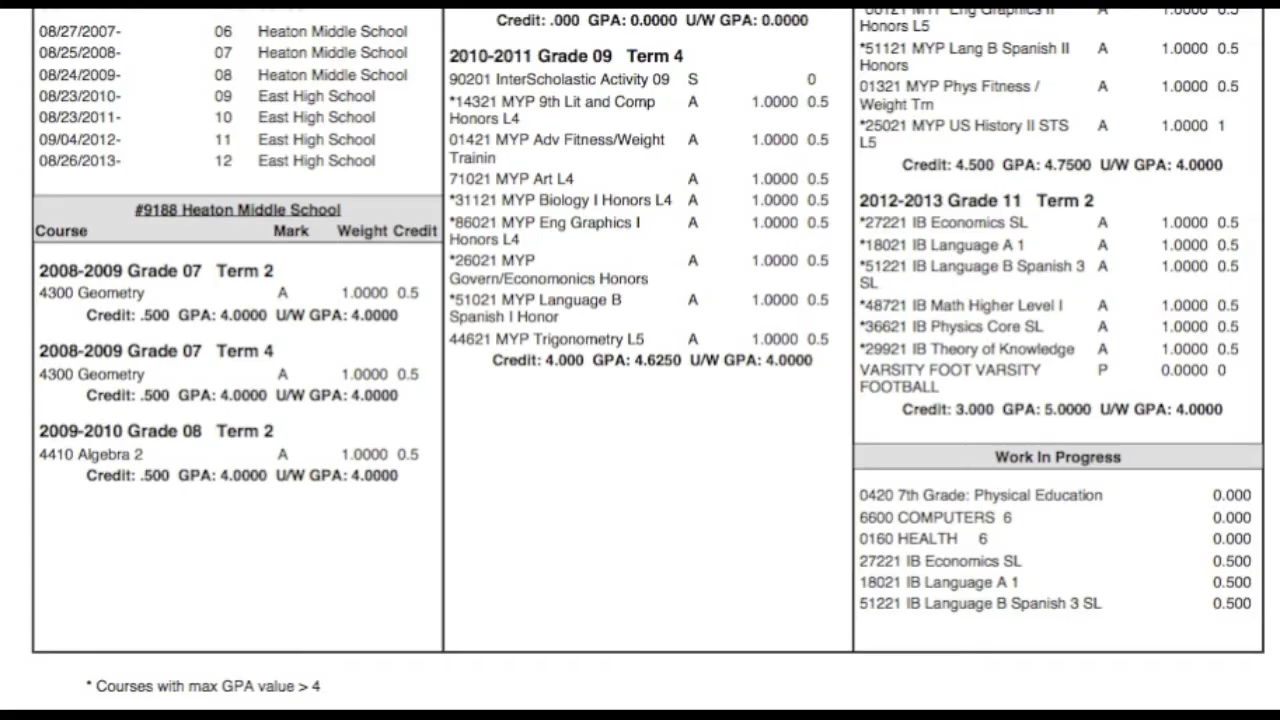 08/27/2007- 06 Heaton Middle School
08/25/2008- 07 Heaton Middle School
08/24/2009- 08 Heaton Middle School
08/23/2010- 09 East High School
08/23/2011- 10 East High School
09/04/2012- 11 East High School
08/26/2013- 12 East High School
#9188 Heaton Middle School
Course Mark Weight Credit
2008-2009 Grade 07 Term 2
4300 Geometry A 1.0000 0.5
Credit: .500 GPA: 4.0000 U/W GPA: 4.0000
2008-2009 Grade 07 Term 4
4300 Geometry A 1.0000 0.5
Credit: .500 GPA: 4.0000 U/W GPA: 4.0000
2009-2010 Grade 08 Term 2
4410 Algebra 2 A 1.0000 0.5
Credit: .500 GPA: 4.0000 U/W GPA: 4.0000
Credit: .000 GPA: 0.0000 U/W GPA: 0.0000
2010-2011 Grade 09 Term 4
90201 InterScholastic Activity 09 S 0
*14321 MYP 9th Lit and Comp A 1.0000 0.5
Honors L4
01421 MYP Adv Fitness/Weight A 1.0000 0.5
Trainin
71021 MYP Art L4 A 1.0000 0.5
*31121 MYP Biology I Honors L4 A 1.0000 0.5
*86021 MYP Eng Graphics I A 1.0000 0.5
Honors L4
*26021 MYP A 1.0000 0.5
Govern/Economonics Honors
*51021 MYP Language B A 1.0000 0.5
Spanish I Honor
44621 MYP Trigonometry L5 A 1.0000 0.5
Credit: 4.000 GPA: 4.6250 U/W GPA: 4.0000
MYP Eng Graphics II A 1.0000 0.5
Honors L5
*51121 MYP Lang B Spanish II A 1.0000 0.5
Honors
01321 MYP Phys Fitness / A 1.0000 0.5
Weight Trn
*25021 MYP US History II STS A 1.0000 1
L5
Credit: 4.500 GPA: 4.7500 U/W GPA: 4.0000
2012-2013 Grade 11 Term 2
*27221 IB Economics SL A 1.0000 0.5
*18021 IB Language A 1 A 1.0000 0.5
*51221 IB Language B Spanish 3 A 1.0000 0.5
SL
*48721 IB Math Higher Level I A 1.0000 0.5
*36621 IB Physics Core SL A 1.0000 0.5
*29921 IB Theory of Knowledge A 1.0000 0.5
VARSITY FOOT VARSITY P 0.0000 0
FOOTBALL
Credit: 3.000 GPA: 5.0000 U/W GPA: 4.0000
Work In Progress
0420 7th Grade: Physical Education 0.000
6600 COMPUTERS 6 0.000
0160 HEALTH 6 0.000
27221 IB Economics SL 0.500
18021 IB Language A 1 0.500
51221 IB Language B Spanish 3 SL 0.500
* Courses with max GPA value > 4